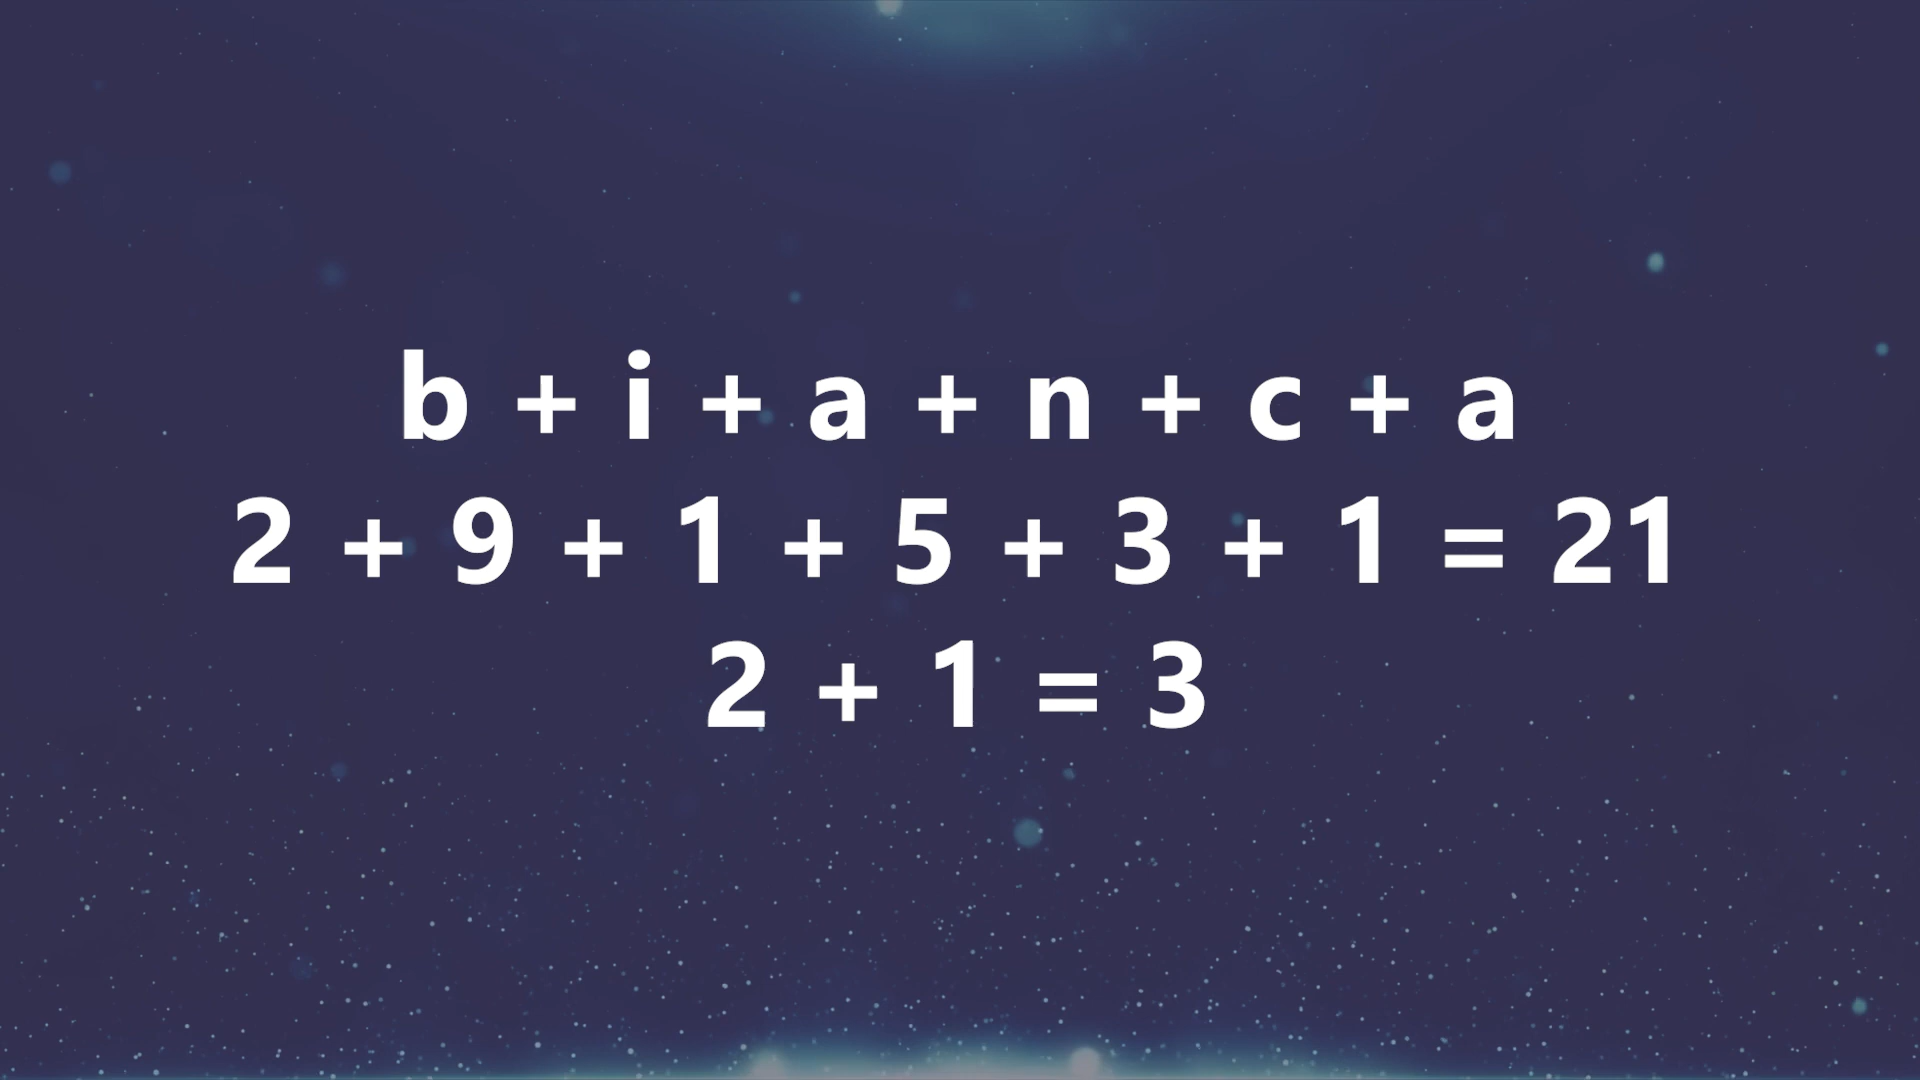 b + i + a + n + c + a
2 + 9 + 1 + 5 + 3 + 1 = 21
2 + 1 = 3